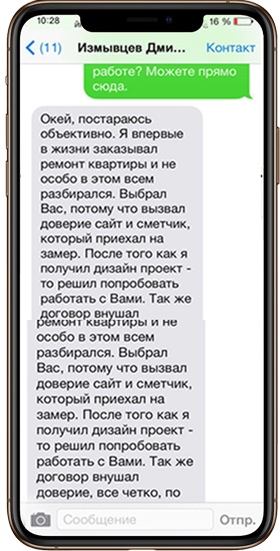 10:28
16 %
(11)
Измывцев Дми...
Контакт
работе? Можете прямо
сюда.
Окей, постараюсь
объективно. Я впервые
в жизни заказывал
ремонт квартиры и не
особо в этом всем
разбирался. Выбрал
Вас, потому что вызвал
доверие сайт и сметчик,
который приехал на
замер. После того как я
получил дизайн проект -
то решил попробовать
работать с Вами. Так же
договор внушал
ремонт квартиры и не
особо в этом всем
разбирался. Выбрал
Вас, потому что вызвал
доверие сайт и сметчик,
который приехал на
замер. После того как я
получил дизайн проект -
то решил попробовать
работать с Вами. Так же
договор внушал
доверие, все четко, по
Сообщение
Отпр.